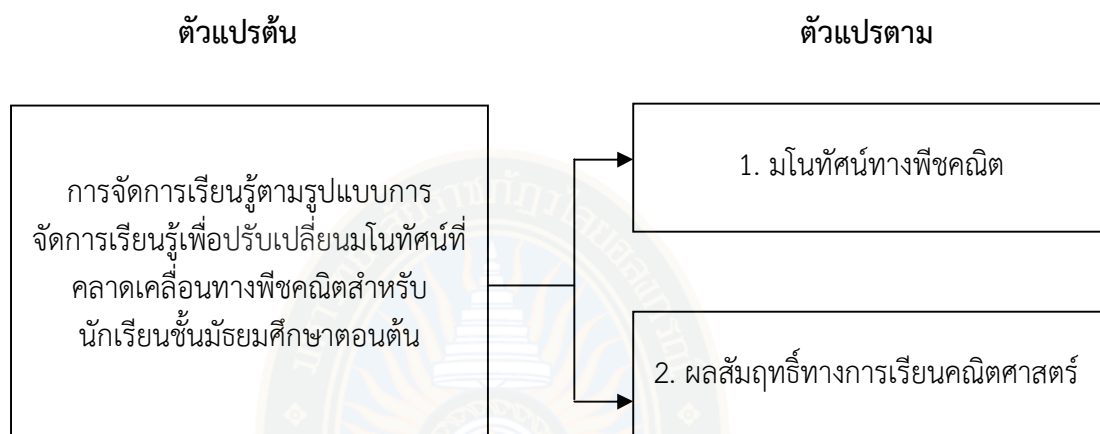 ตัวแปรต้น
ตัวแปรตาม
การจัดการเรียนรู้ตามรูปแบบการ
จัดการเรียนรู้เพื่อปรับเปลี่ยนมโนทัศน์ที่
คลาดเคลื่อนทางพีชคณิตสำหรับ
นักเรียนชั้นมัธยมศึกษาตอนต้น
1. มโนทัศน์ทางพีชคณิต
2. ผลสัมฤทธิ์ทางการเรียนคณิตศาสตร์